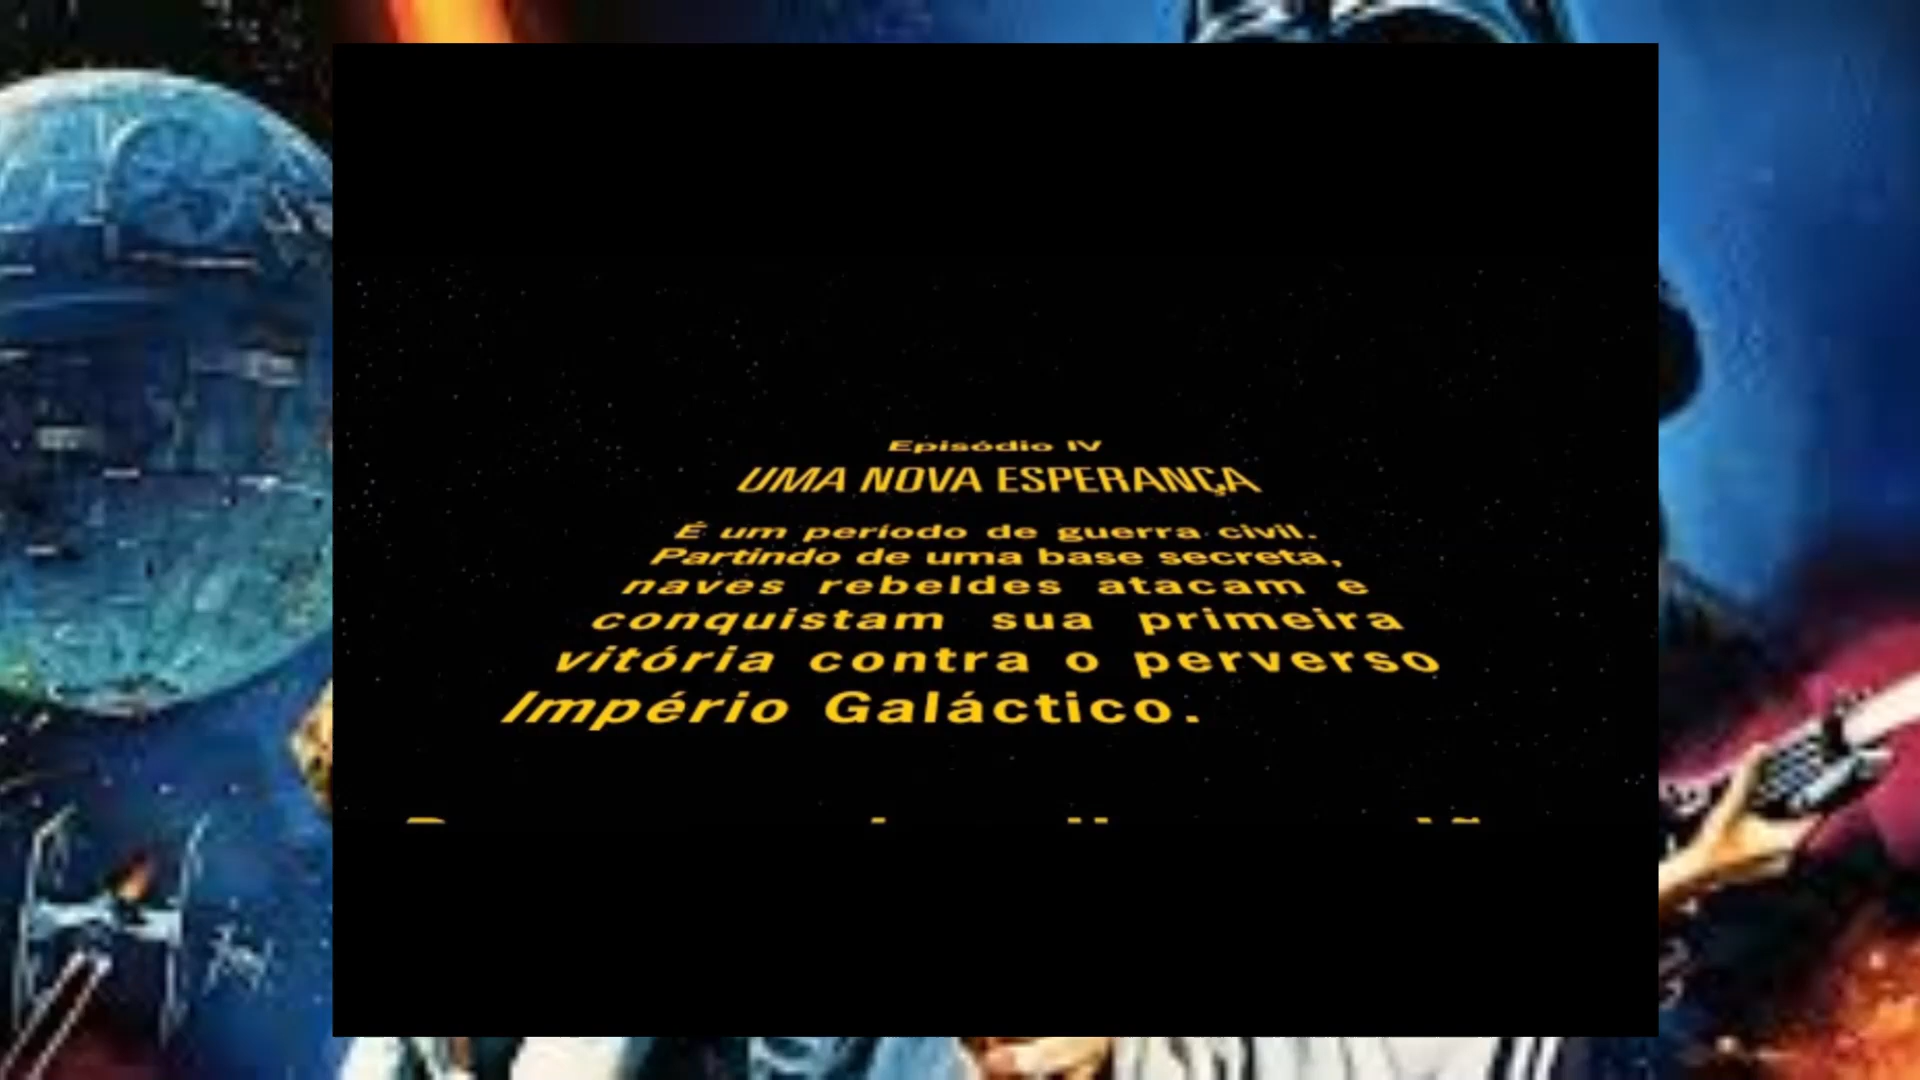 Episódio IV
UMA NOVA ESPERANÇA
É um período de guerra civil.
Partindo de uma base secreta,
naves rebeldes atacam e
conquistam sua primeira
vitória contra o perverso
Império Galáctico.